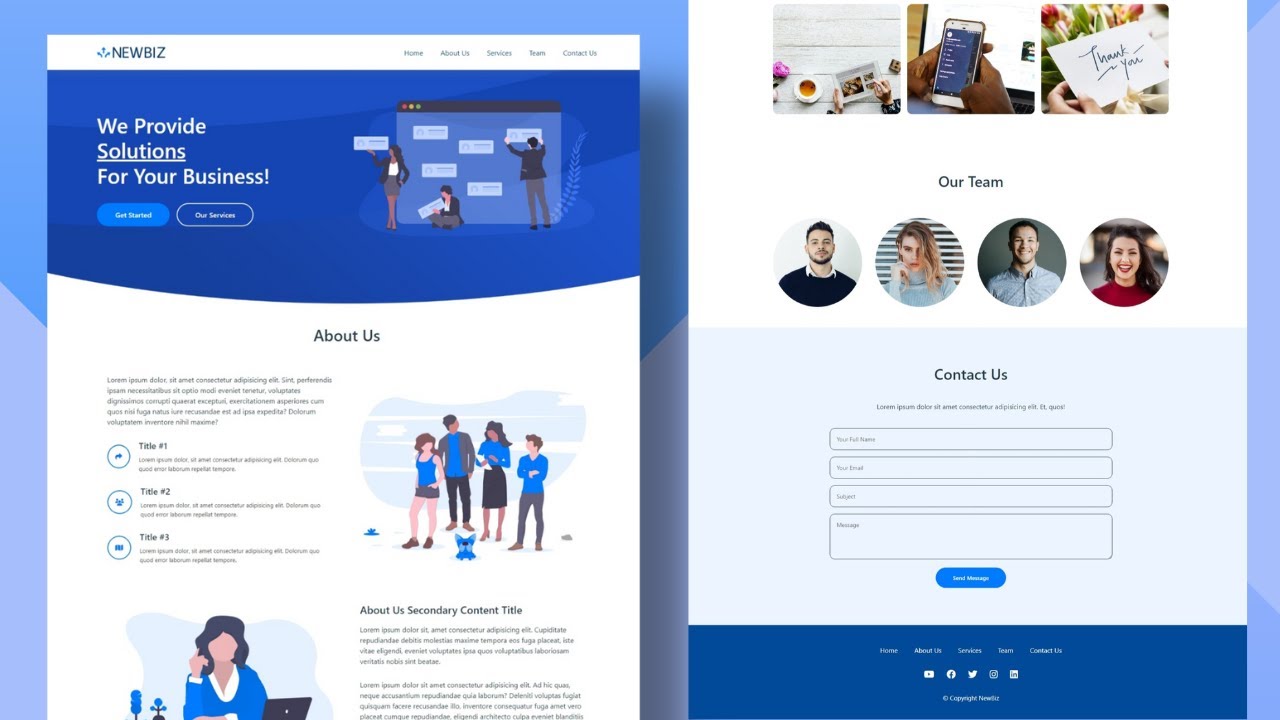 NEWBIZ
Home About Us Services Team Contact Us
We Provide
Solutions
For Your Business!
Get Started Our Services
About Us
Lorem ipsum dolor, sit amet consectetur adipisicing elit. Sint, perferendis
ipsam necessitatibus sit optio modi eveniet tenetur, voluptates
dignissimos corrupti quaerat excepturi, exercitationem asperiores cum
quos nisi fuga natus iure recusandae est ad ipsa expedita? Dolorum
voluptatem inventore nihil maxime?
Title #1
Lorem ipsum dolor, sit amet consectetur adipisicing elit. Dolorum quo
quod error laborum repellat tempore.
Title #2
Lorem ipsum dolor, sit amet consectetur adipisicing elit. Dolorum quo
quod error laborum repellat tempore.
Title #3
Lorem ipsum dolor, sit amet consectetur adipisicing elit. Dolorum quo
quod error laborum repellat tempore.
About Us Secondary Content Title
Lorem ipsum dolor sit, amet consectetur adipisicing elit. Cupiditate
repudiandae debitis molestias maxime tempora eos fuga placeat, iste
vitae eligendi, eveniet voluptates ipsa quos voluptatibus laboriosam
veritatis nobis sint beatae.
Lorem ipsum dolor sit amet consectetur, adipisicing elit. Ad hic quas,
neque accusantium repudiandae quia laborum? Deleniti voluptas fugiat
quisquam facere recusandae illo, inventore consequatur fuga amet vero
placeat cumque repudiandae, eligendi architecto culpa eveniet blanditiis
Thank
you
Our Team
Contact Us
Lorem ipsum dolor sit amet consectetur adipisicing elit. Et, quos!
Your Full Name
Your Email
Subject
Message
Send Message
Home About Us Services Team Contact Us
© Copyright NewBiz